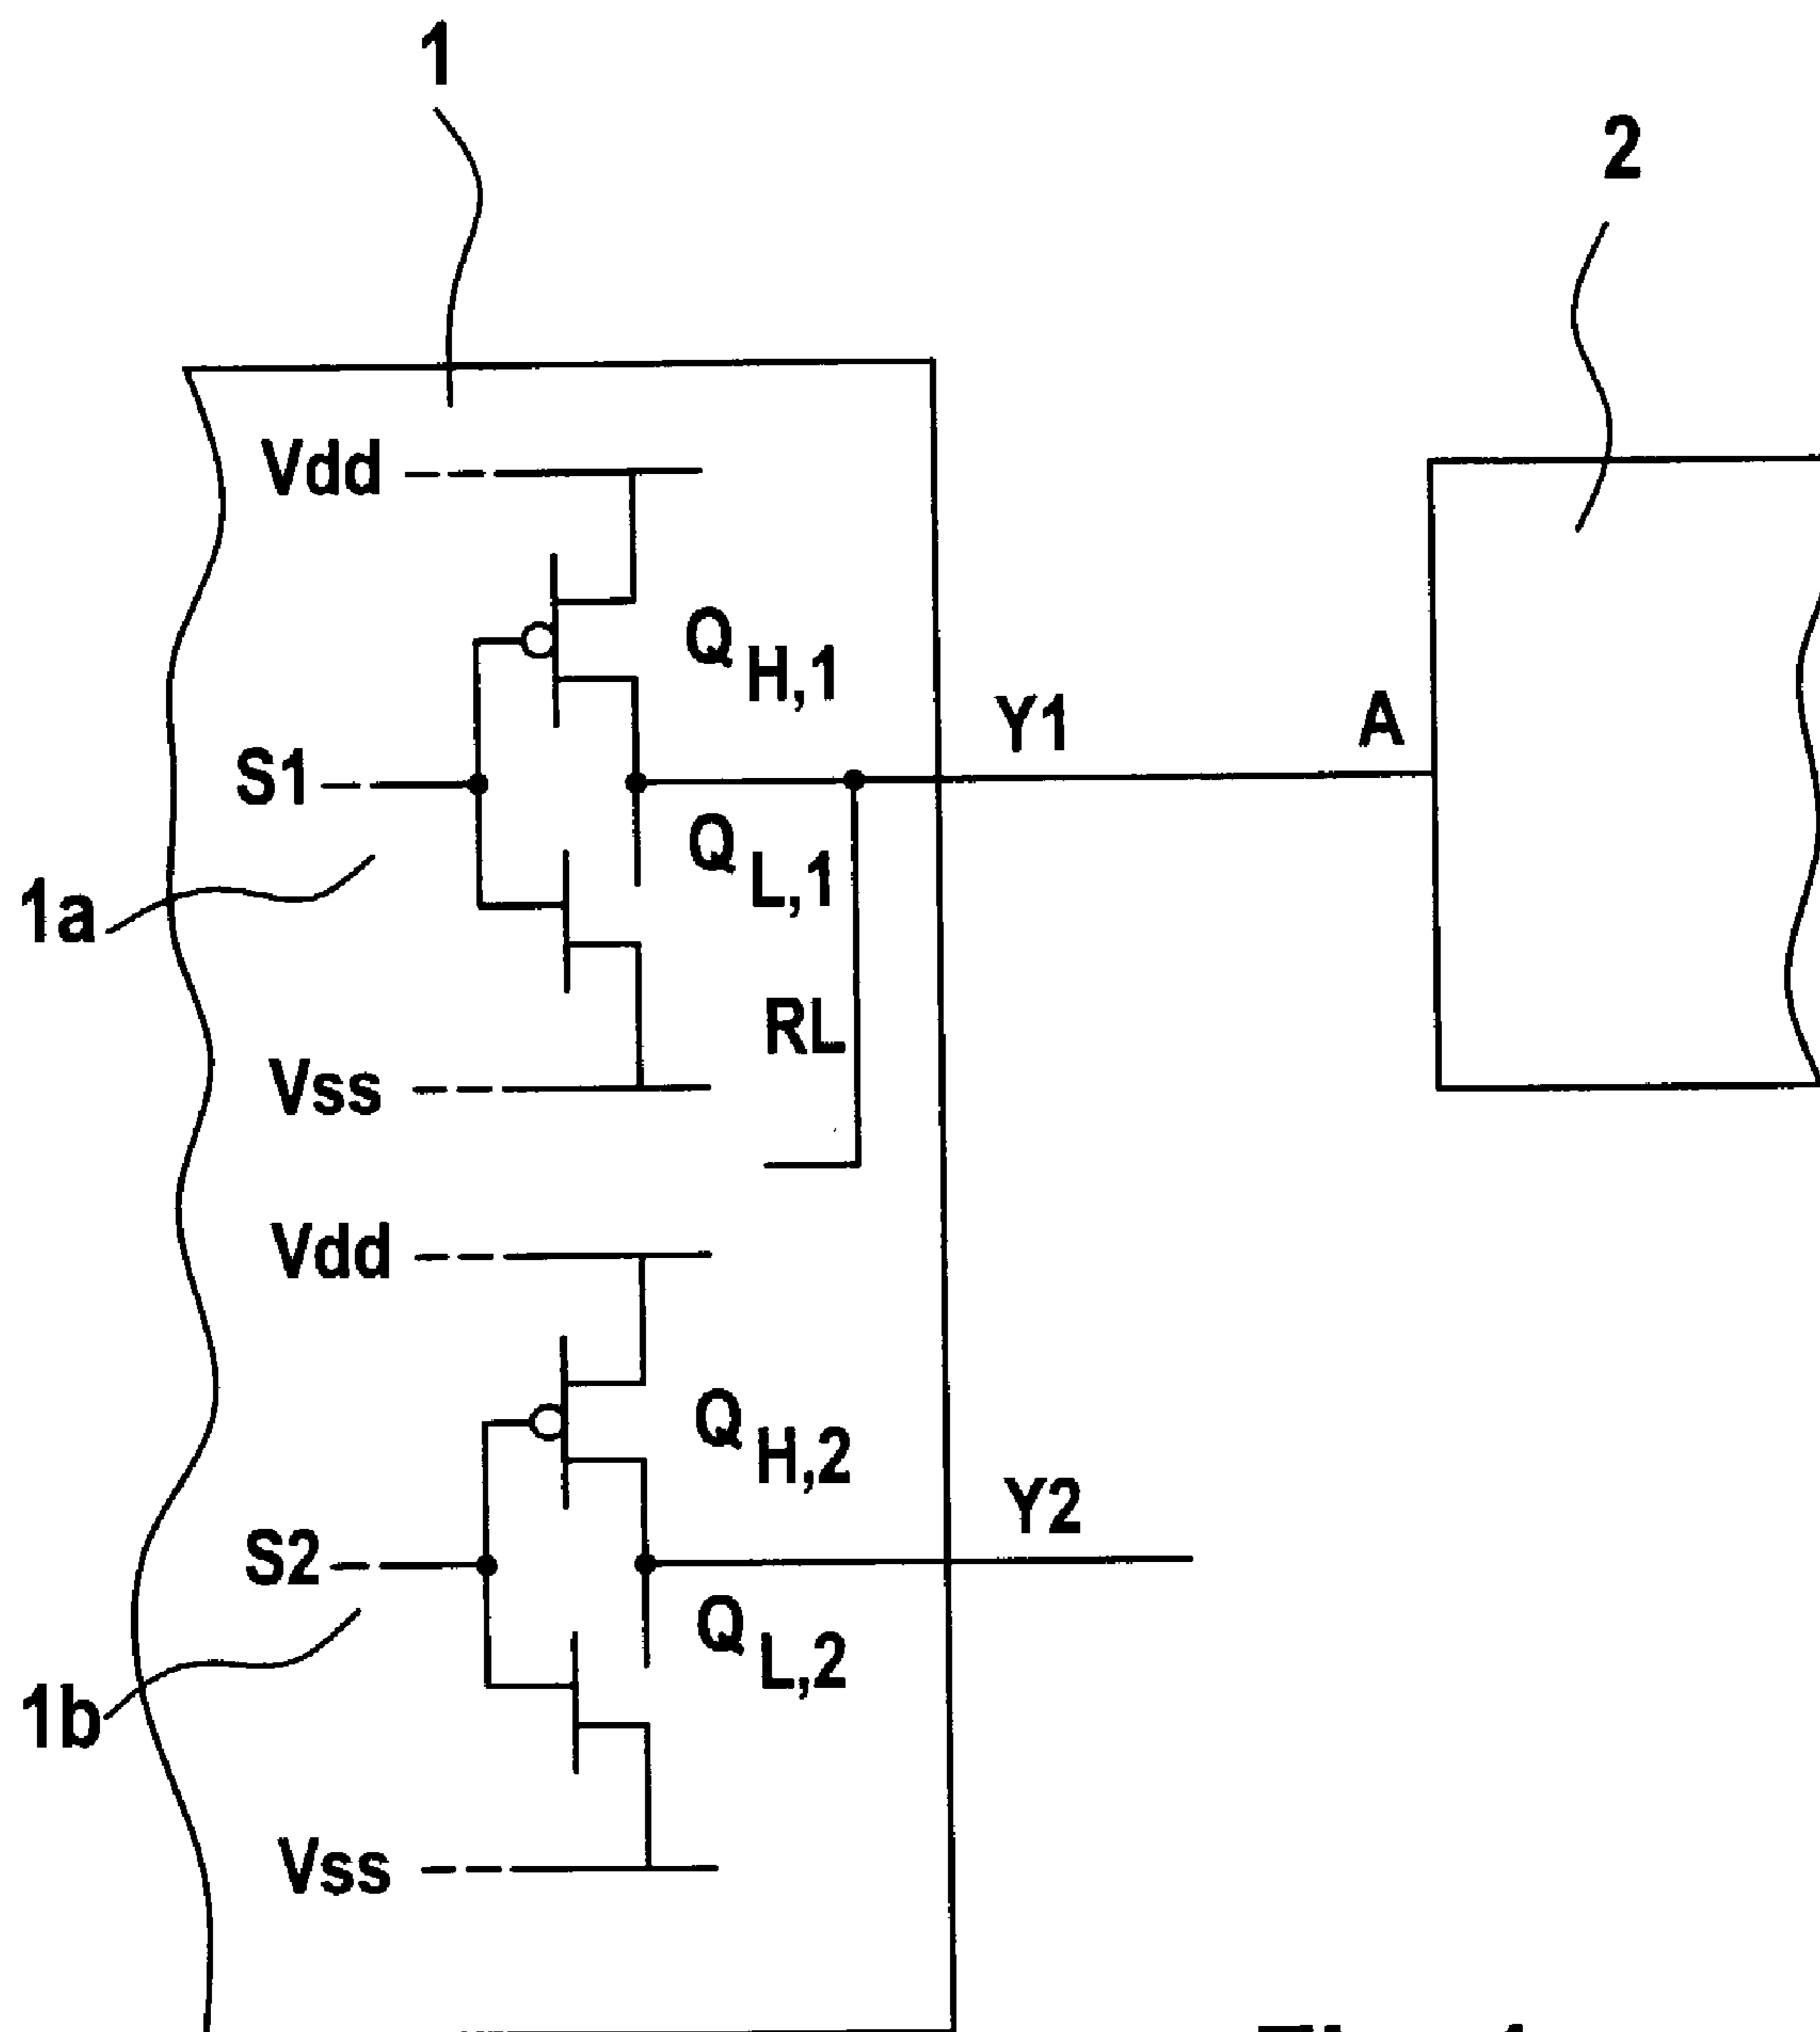 1
2
Vdd
Q H,1
Y1
A
S1
Q L,1
1a
RL
Vss
Vdd
Q H,2
Y2
S2
Q L,2
1b
Vss